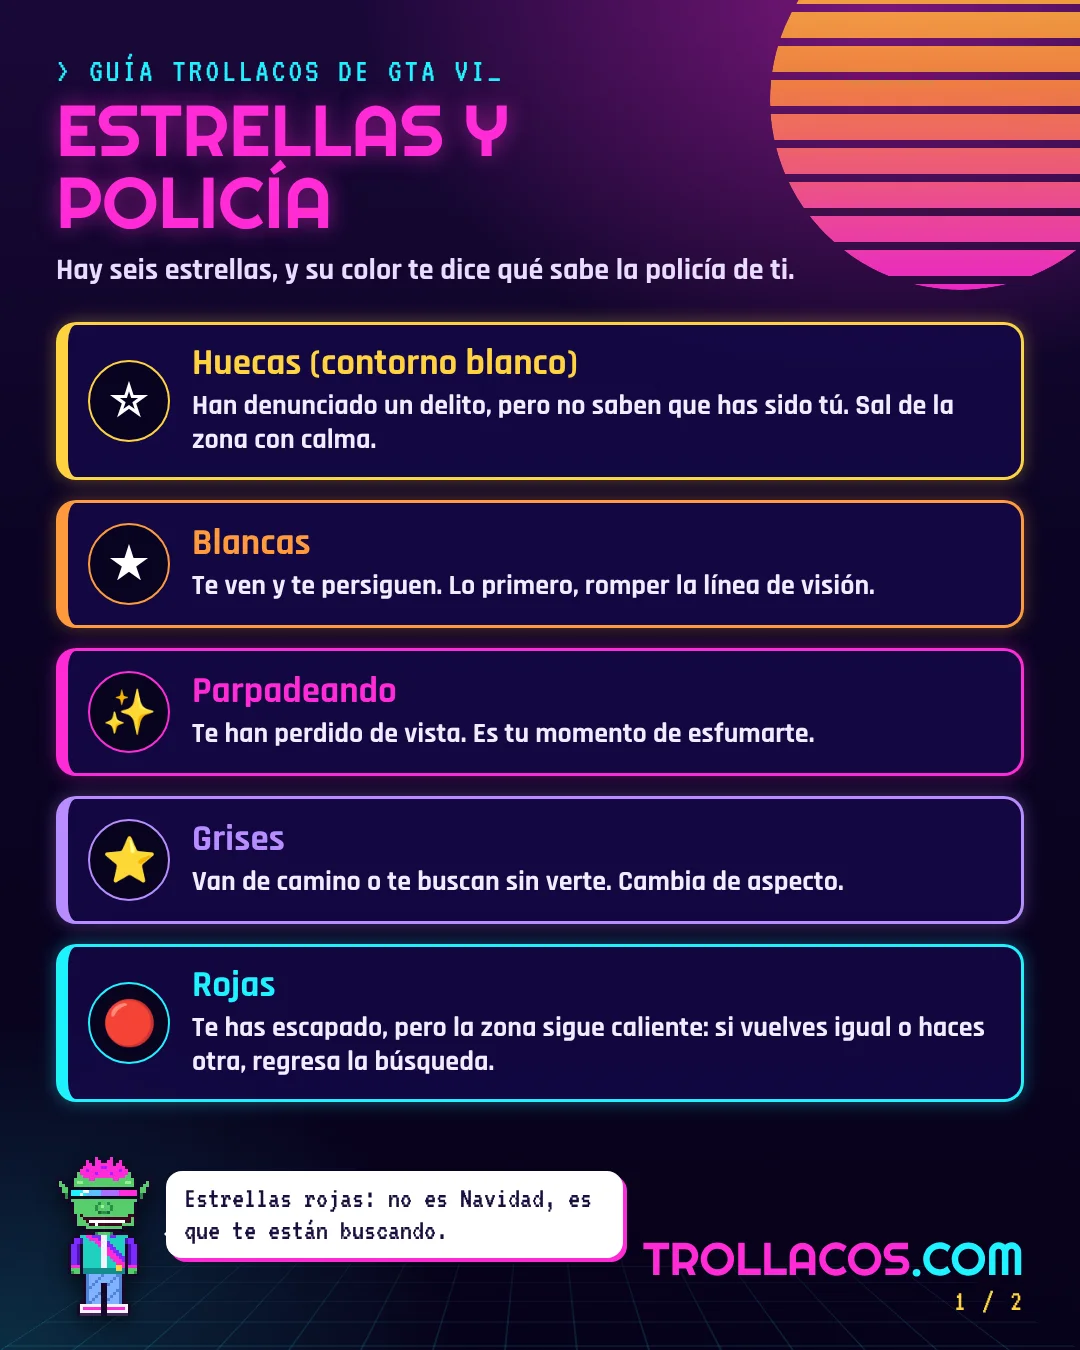 > GUÍA TROLLACOS DE GTA VI_
ESTRELLAS Y
POLICÍA
Hay seis estrellas, y su color te dice qué sabe la policía de ti.
Huecas (contorno blanco)
Han denunciado un delito, pero no saben que has sido tú. Sal de la
zona con calma.
Blancas
Te ven y te persiguen. Lo primero, romper la línea de visión.
Parpadeando
Te han perdido de vista. Es tu momento de esfumarte.
Grises
Van de camino o te buscan sin verte. Cambia de aspecto.
Rojas
Te has escapado, pero la zona sigue caliente: si vuelves igual o haces
otra, regresa la búsqueda.
Estrellas rojas: no es Navidad, es
que te están buscando.
TROLLACOS.COM
1 / 2